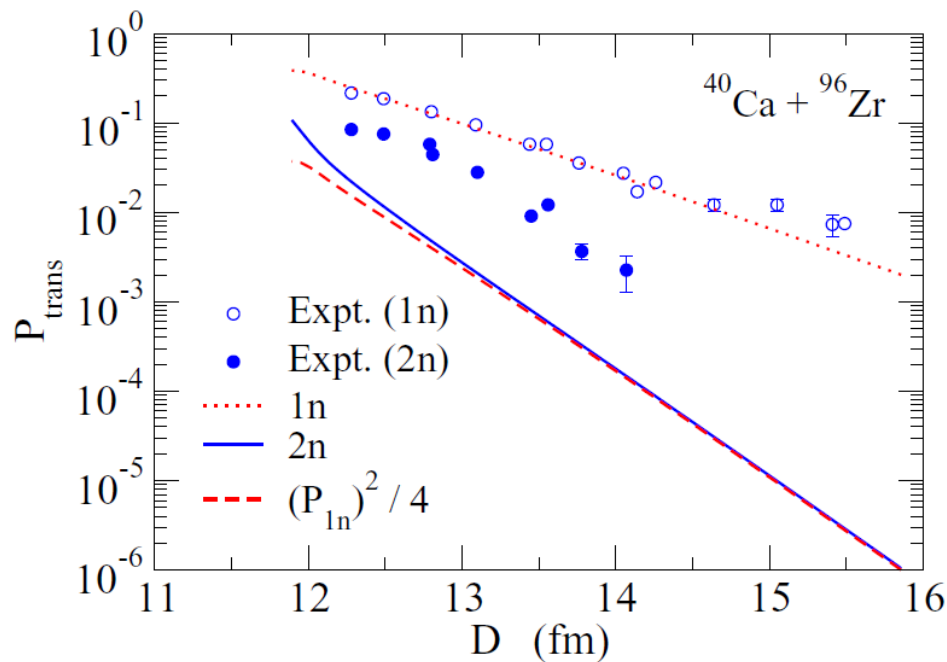 10^0
10^-1
10^-2
10^-3
10^-4
10^-5
10^-6
P_trans
^40Ca + ^96Zr
Expt. (1n)
Expt. (2n)
1n
2n
(P_1n)^2 / 4
11 12 13 14 15 16
D (fm)